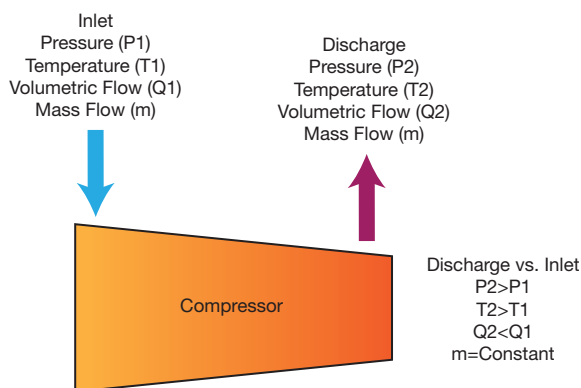 Inlet
Pressure (P1)
Temperature (T1)
Volumetric Flow (Q1)
Mass Flow (m)
Discharge
Pressure (P2)
Temperature (T2)
Volumetric Flow (Q2)
Mass Flow (m)
Compressor
Discharge vs. Inlet
P2>P1
T2>T1
Q2<Q1
m=Constant